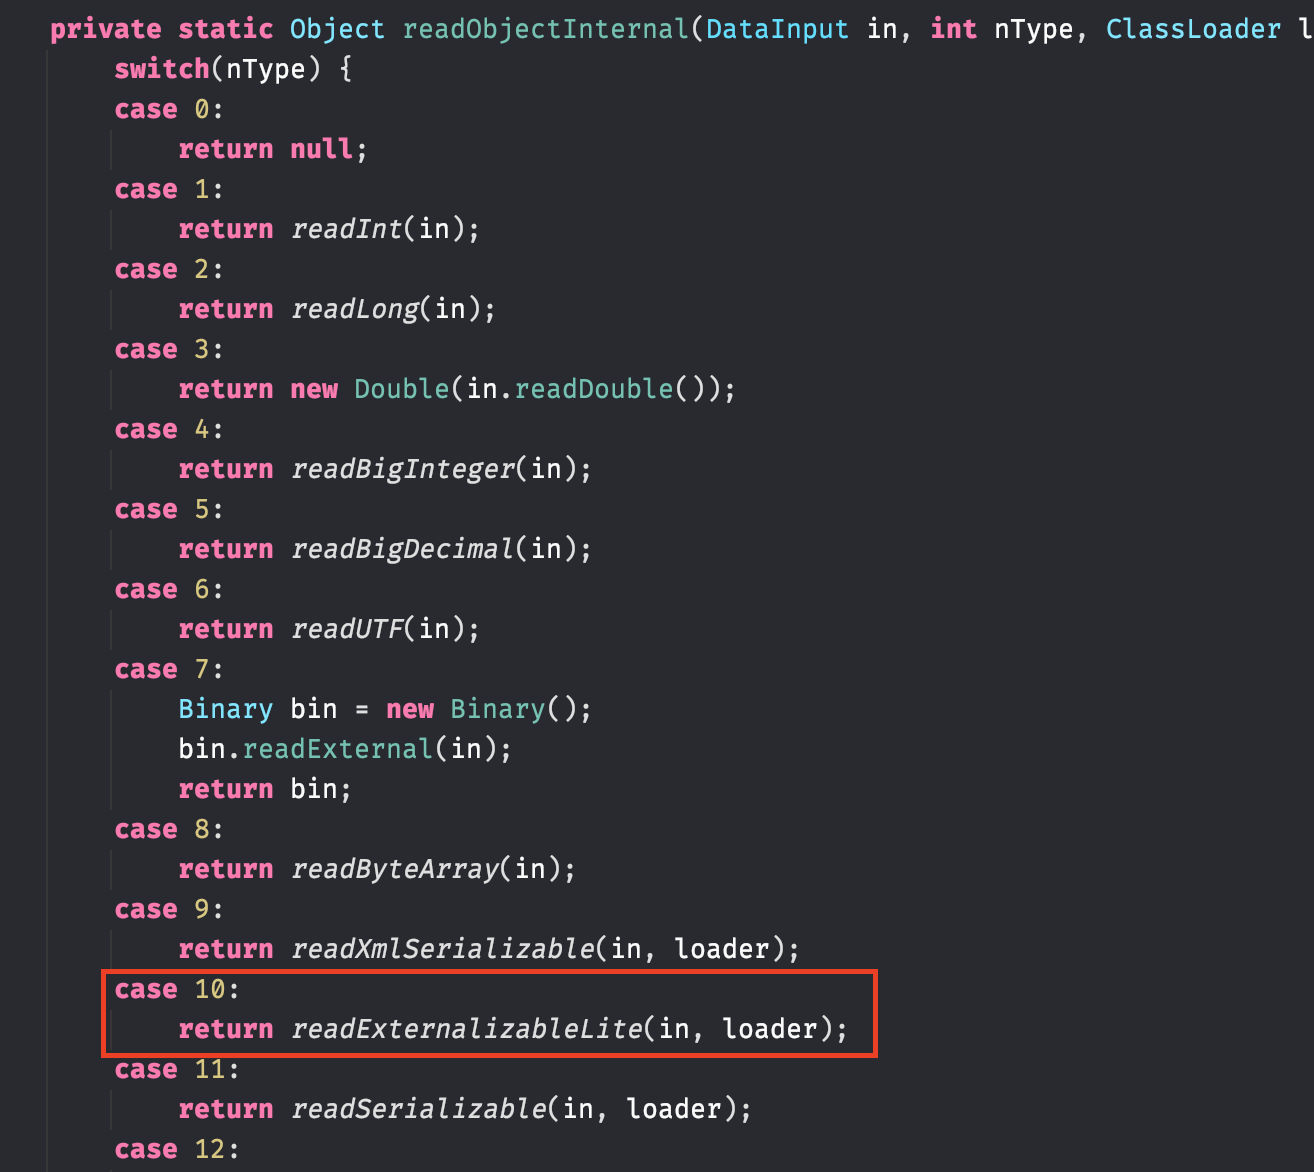 private static Object readObjectInternal(DataInput in, int nType, ClassLoader l
switch(nType) {
case 0:
return null;
case 1:
return readInt(in);
case 2:
return readLong(in);
case 3:
return new Double(in.readDouble());
case 4:
return readBigInteger(in);
case 5:
return readBigDecimal(in);
case 6:
return readUTF(in);
case 7:
Binary bin = new Binary();
bin.readExternal(in);
return bin;
case 8:
return readByteArray(in);
case 9:
return readXmlSerializable(in, loader);
case 10:
return readExternalizableLite(in, loader);
case 11:
return readSerializable(in, loader);
case 12: